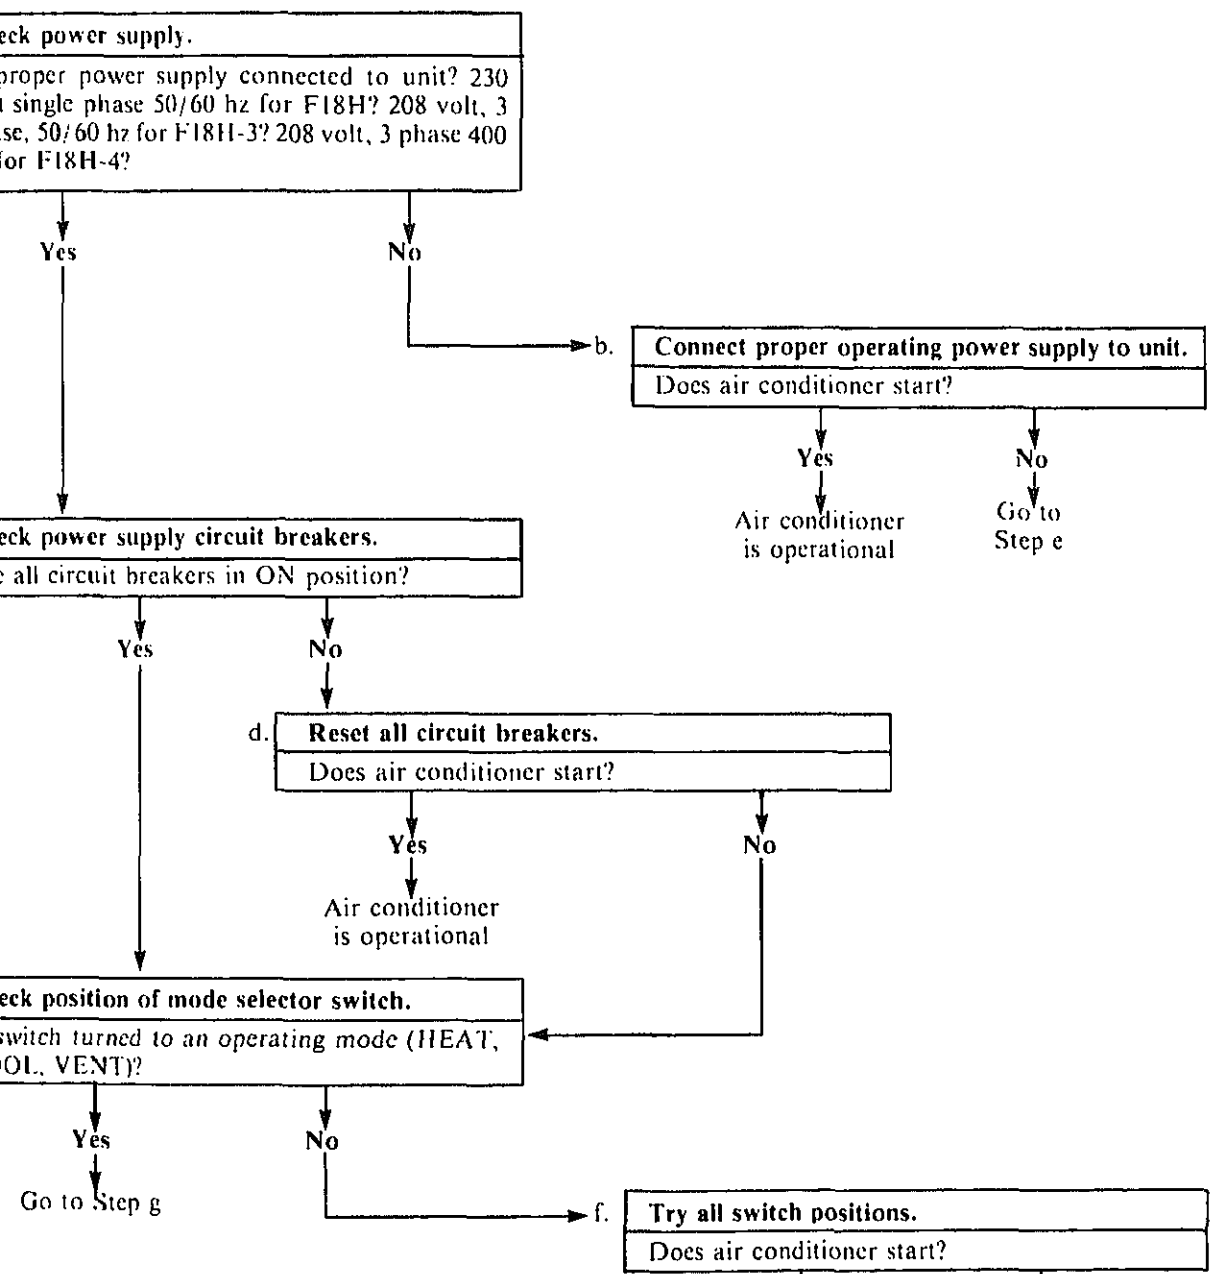 eck power supply.
proper power supply connected to unit? 230
single phase 50/60 hz for F18H? 208 volt, 3
se, 50/60 hz for F18H-3? 208 volt, 3 phase 400
for F18H-4?
Yes
No
b.
Connect proper operating power supply to unit.
Does air conditioner start?
Yes
No
Air conditioner
is operational
Go to
Step e
eck power supply circuit breakers.
e all circuit breakers in ON position?
Yes
No
d.
Reset all circuit breakers.
Does air conditioner start?
Yes
No
Air conditioner
is operational
eck position of mode selector switch.
switch turned to an operating mode (HEAT,
OOL, VENT)?
Yes
No
Go to Step g
f.
Try all switch positions.
Does air conditioner start?